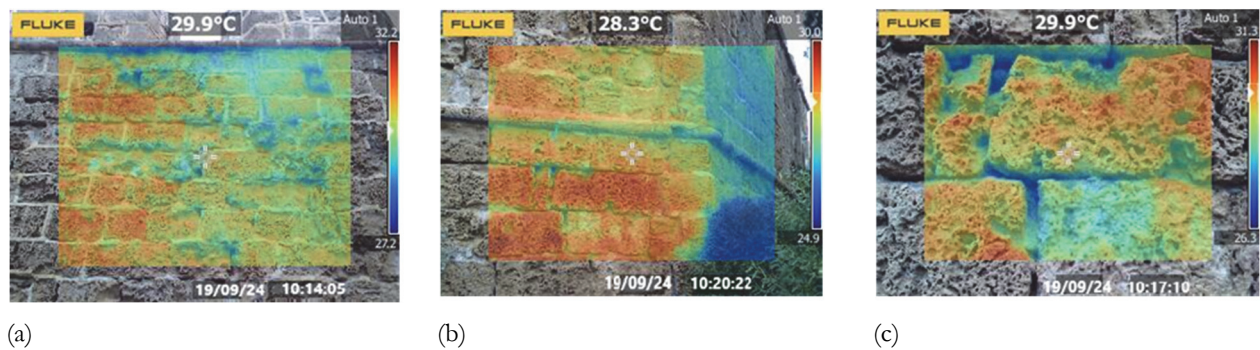 FLUKE
29.9°C
Auto 1
32.2
27.2
19/09/24 10:14:05
(a)
FLUKE
28.3°C
Auto 1
30.0
24.9
19/09/24 10:20:22
(b)
FLUKE
29.9°C
Auto 1
31.3
19/09/24 10:17:10
(c)